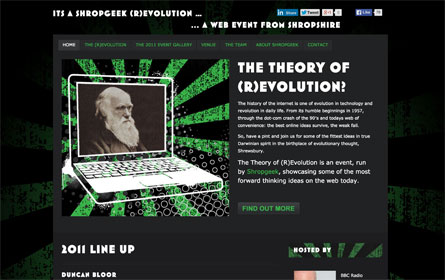 ITS A SHROPGEEK (R)EVOLUTION ...
Share
Tweet
Like
... A WEB EVENT FROM SHROPSHIRE
HOME THE (R)EVOLUTION THE 2011 EVENT GALLERY VENUE THE TEAM ABOUT SHROPGEEK CONTACT
THE THEORY OF
(R)EVOLUTION?
The history of the internet is one of evolution in technology and
revolution in daily life. From its humble beginnings in 1997,
through the dot-com crash of the 90's and todays web of
convenience: the best online ideas survive, the weak fail.
So, have a pint and join us for some of the fittest ideas in true
Darwinian spirit in the birthplace of evolutionary thought,
Shrewsbury.
The Theory of (R)Evolution is an event, run
by Shropgeek, showcasing some of the most
forward thinking ideas on the web today.
FIND OUT MORE
2011 LINE UP
HOSTED BY
DUNCAN BLOOR
BBC Radio